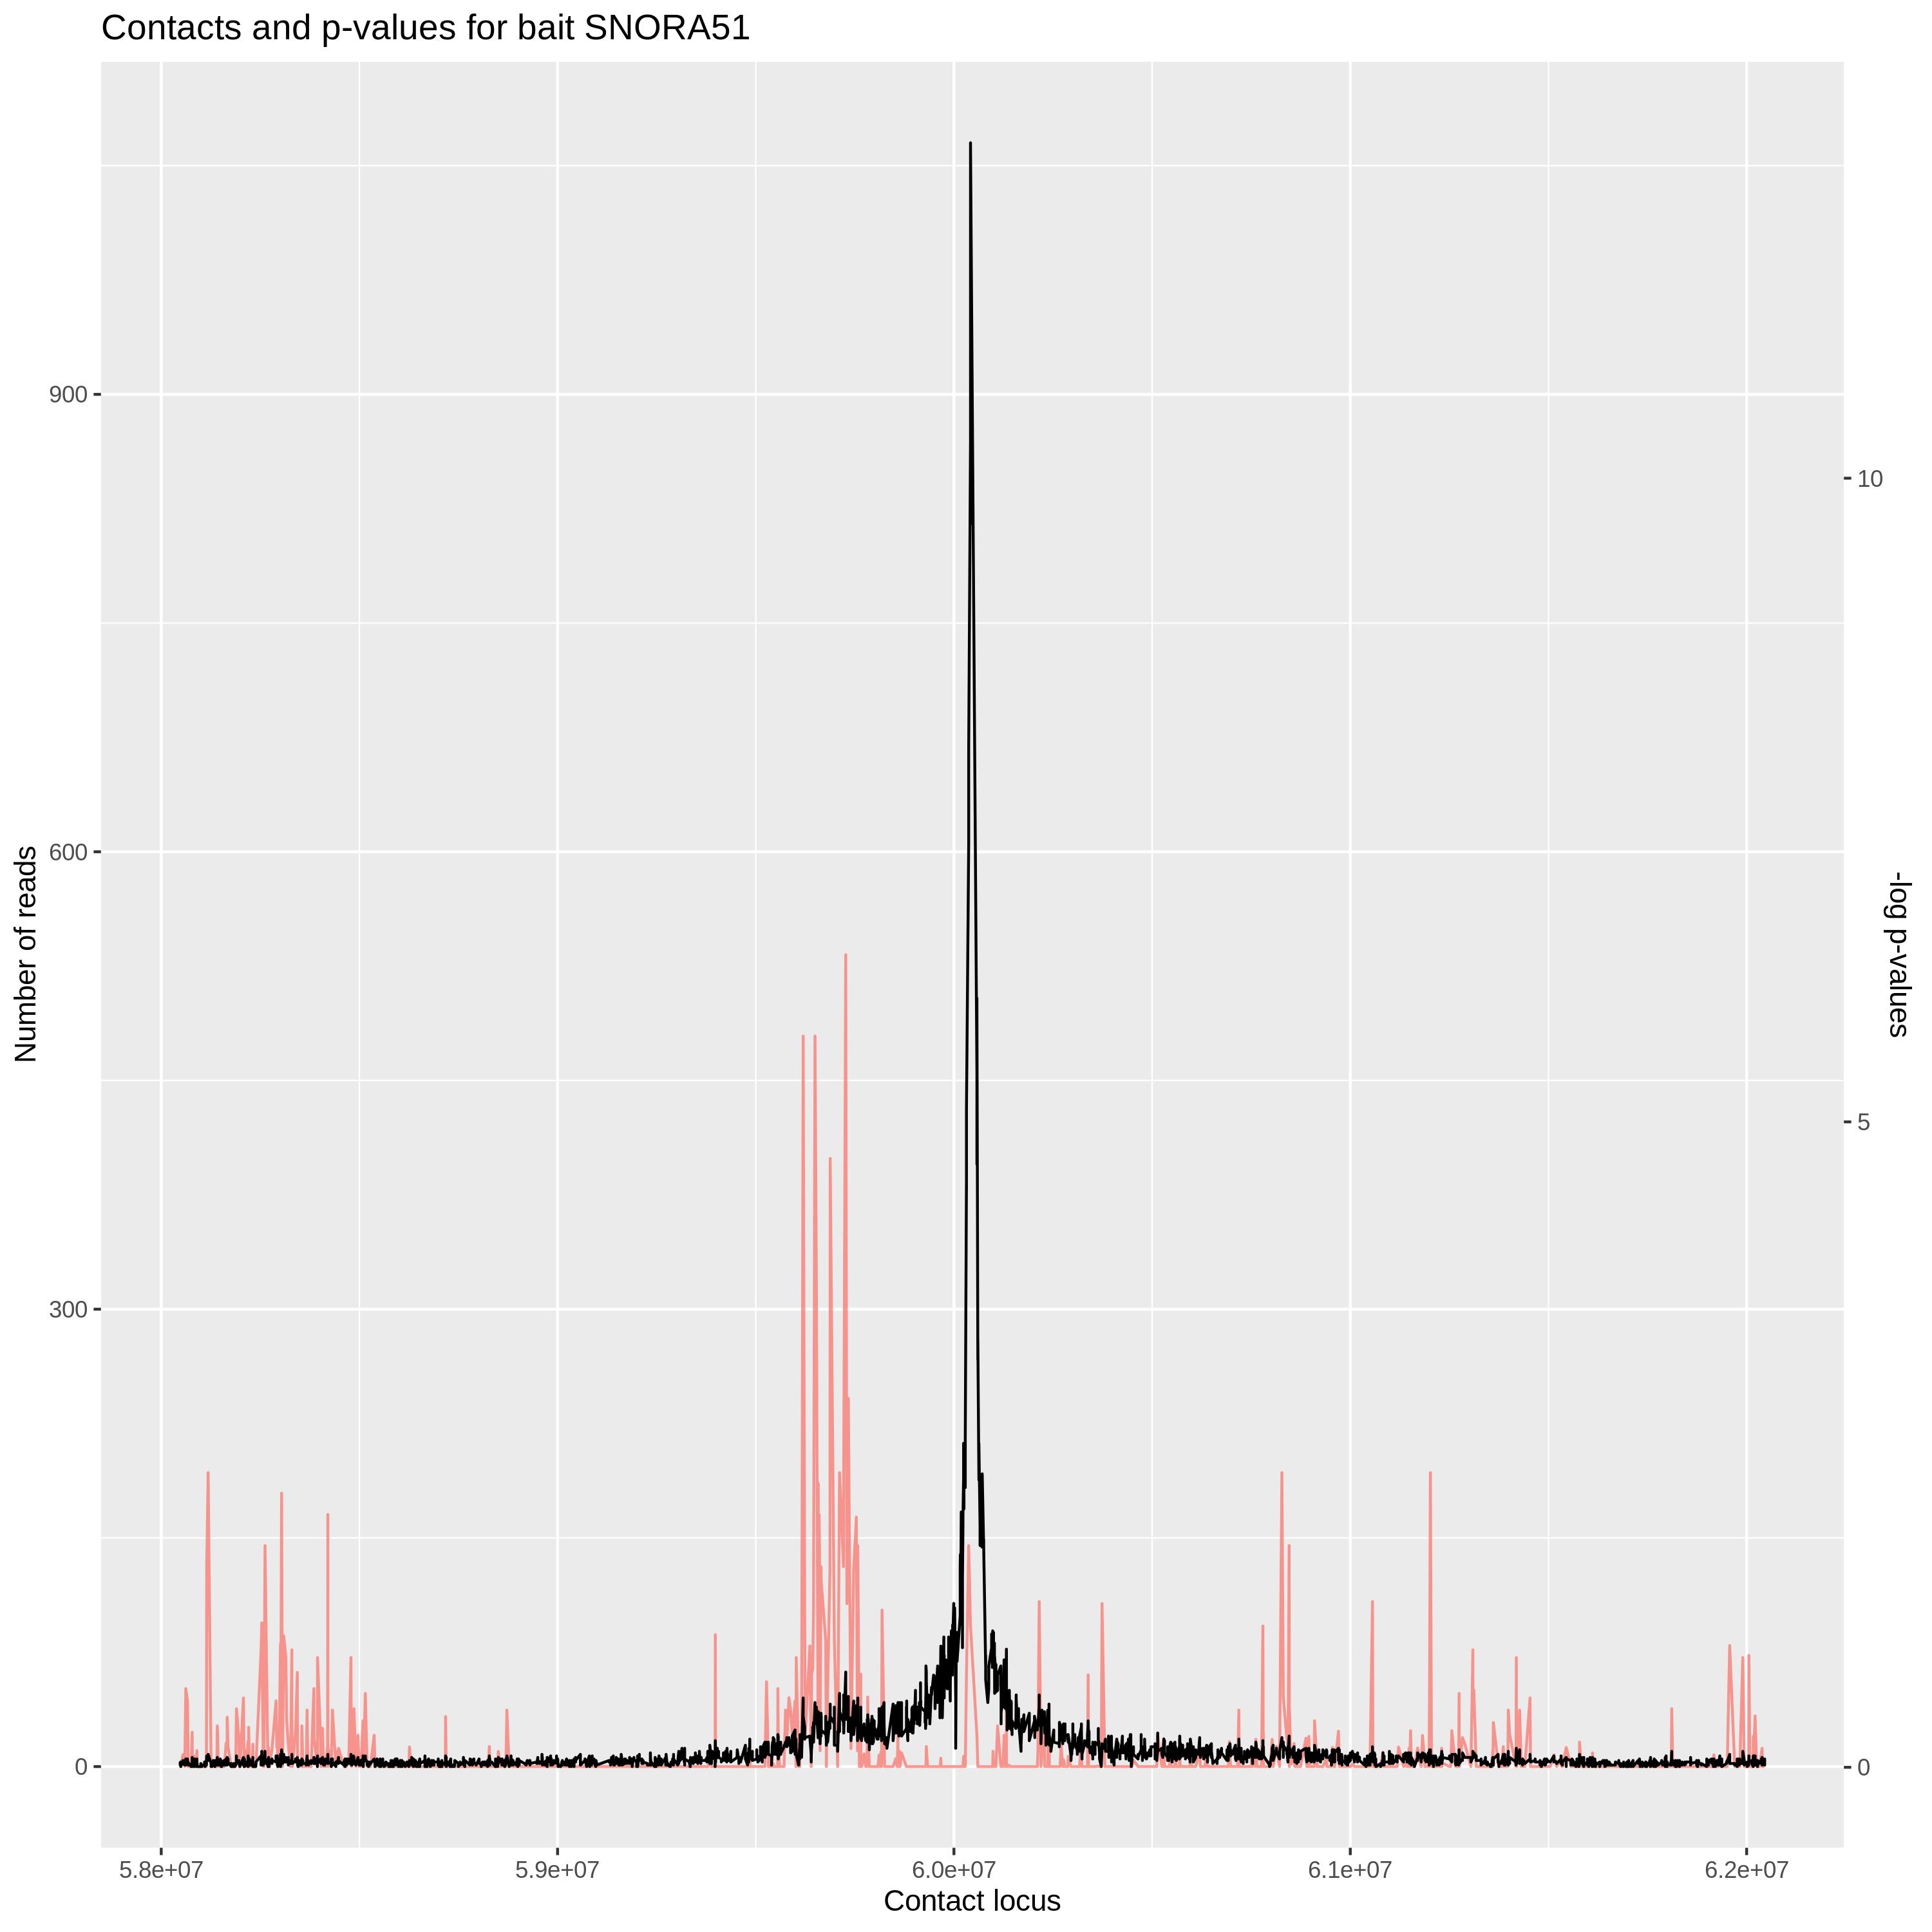 Contacts and p-values for bait SNORA51
900
600
300
0
Number of reads
10
5
0
-log p-values
5.8e+07
5.9e+07
6.0e+07
6.1e+07
6.2e+07
Contact locus